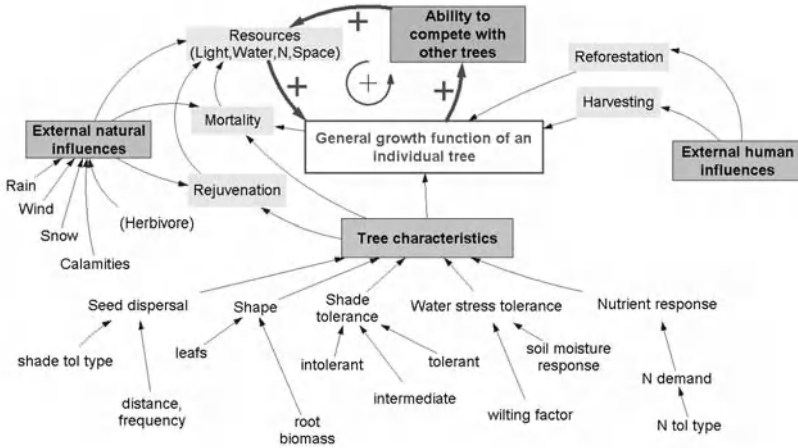 Resources
(Light,Water,N,Space)
+
Ability to
compete with
other trees
+
+
+
Reforestation
Harvesting
Mortality
External natural
influences
General growth function of an
individual tree
External human
influences
Rain
Wind
Snow
Calamities
(Herbivore)
Rejuvenation
Tree characteristics
Seed dispersal
Shape
Shade
tolerance
Water stress tolerance
Nutrient response
shade tol type
leafs
intolerant
tolerant
soil moisture
response
distance,
frequency
root
biomass
intermediate
wilting factor
N demand
N tol type